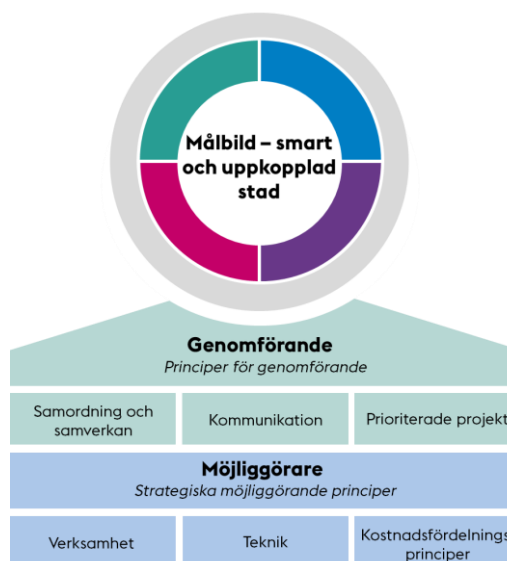 Målbild – smart
och uppkopplad
stad
Genomförande
Principer för genomförande
Samordning och
samverkan
Kommunikation
Prioriterade projekt
Möjliggörare
Strategiska möjliggörande principer
Verksamhet
Teknik
Kostnadsfördelnings
principer